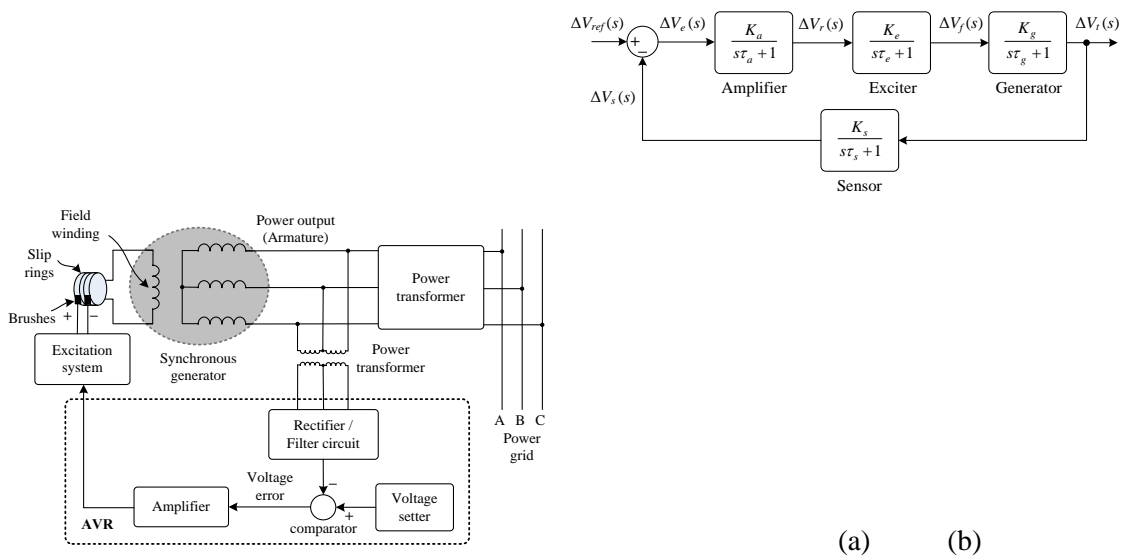 ΔV_ref(s)
ΔV_e(s)
K_a
sτ_a + 1
Amplifier
ΔV_r(s)
K_e
sτ_e + 1
Exciter
ΔV_f(s)
K_g
sτ_g + 1
Generator
ΔV_t(s)
+
−
ΔV_s(s)
K_s
sτ_s + 1
Sensor
Field
winding
Slip
rings
Brushes
+ −
Excitation
system
Synchronous
generator
Power output
(Armature)
Power
transformer
Power
transformer
A B C
Power
grid
Rectifier /
Filter circuit
−
Voltage
error
Amplifier
+
comparator
Voltage
setter
AVR
(a) (b)